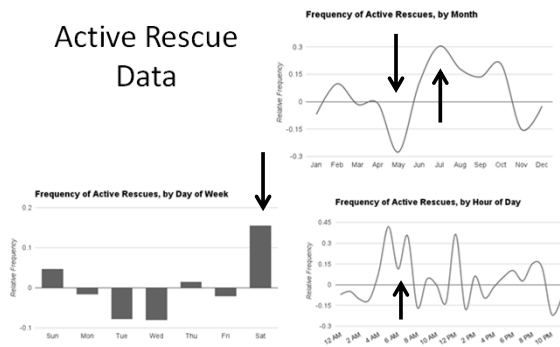 Active Rescue
Data
Frequency of Active Rescues, by Month
Relative Frequency
0.3
0.15
0
-0.15
-0.3
Jan Feb Mar Apr May Jun Jul Aug Sep Oct Nov Dec
Frequency of Active Rescues, by Day of Week
Relative Frequency
0.2
0.1
0
-0.1
Sun Mon Tue Wed Thu Fri Sat
Frequency of Active Rescues, by Hour of Day
Relative Frequency
0.45
0.3
0.15
0
-0.15
-0.3
12 AM 2 AM 4 AM 6 AM 8 AM 10 AM 12 PM 2 PM 4 PM 6 PM 8 PM 10 PM